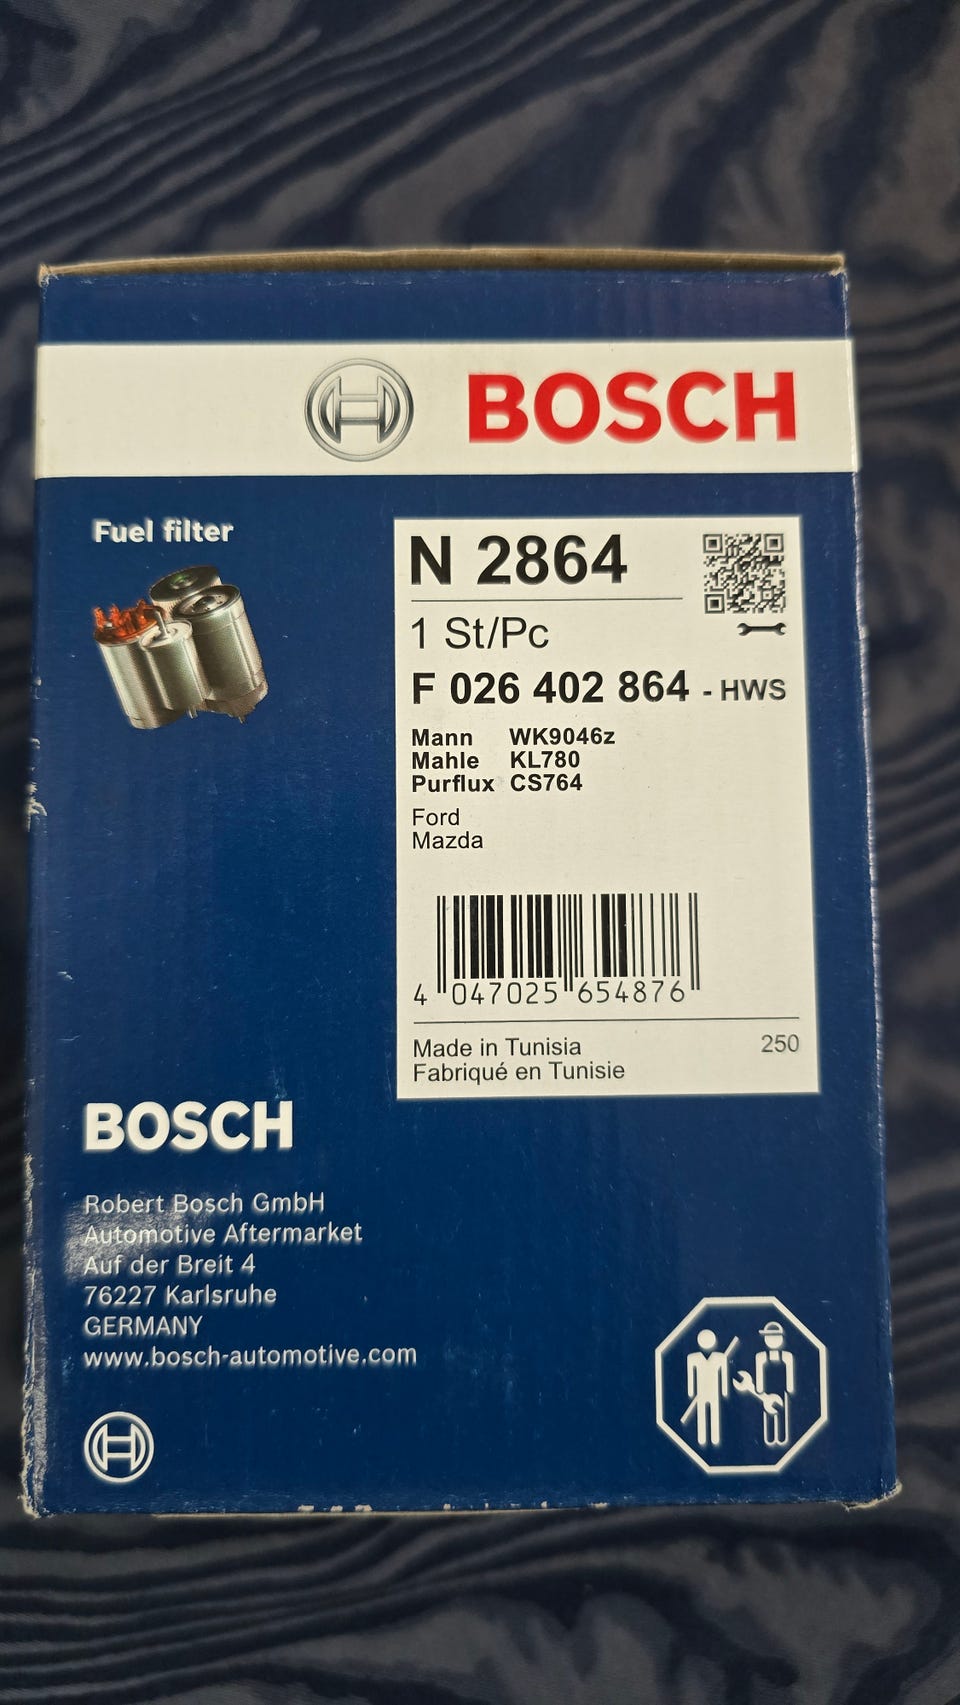 BOSCH
Fuel filter
N 2864
1 St/Pc
F 026 402 864 - HWS
Mann WK9046z
Mahle KL780
Purflux CS764
Ford
Mazda
4 047025 654876
Made in Tunisia 250
Fabriqué en Tunisie
BOSCH
Robert Bosch GmbH
Automotive Aftermarket
Auf der Breit 4
76227 Karlsruhe
GERMANY
www.bosch-automotive.com